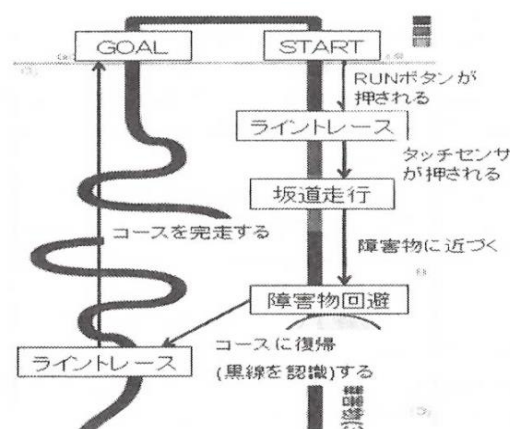 GOAL
START
RUNボタンが
押される
ライントレース
タッチセンサ
が押される
坂道走行
コースを完走する
障害物に近づく
障害物回避
コースに復帰
(黒線を認識)する
ライントレース